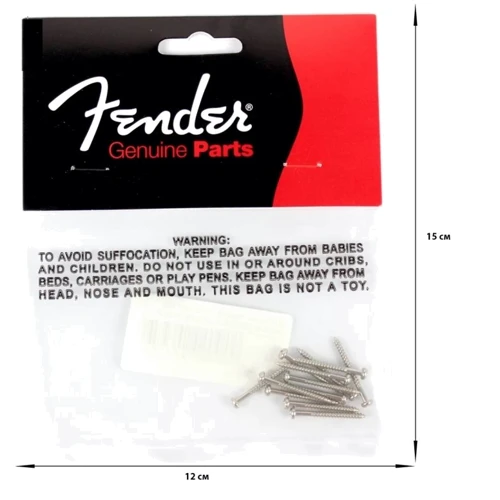 Fender®
Genuine Parts
WARNING:
TO AVOID SUFFOCATION, KEEP BAG AWAY FROM BABIES
AND CHILDREN. DO NOT USE IN OR AROUND CRIBS,
BEDS, CARRIAGES OR PLAY PENS. KEEP BAG AWAY FROM
HEAD, NOSE AND MOUTH. THIS BAG IS NOT A TOY.
15 см
12 см